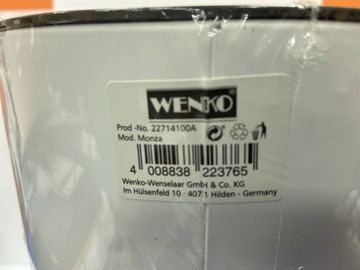 WENKO
Prod -No. 22714100A
Mod. Monza
4 008838 223765
Wenko-Wenselaar GmbH & Co. KG
Im Hülsenfeld 10 · 40721 Hilden - Germany